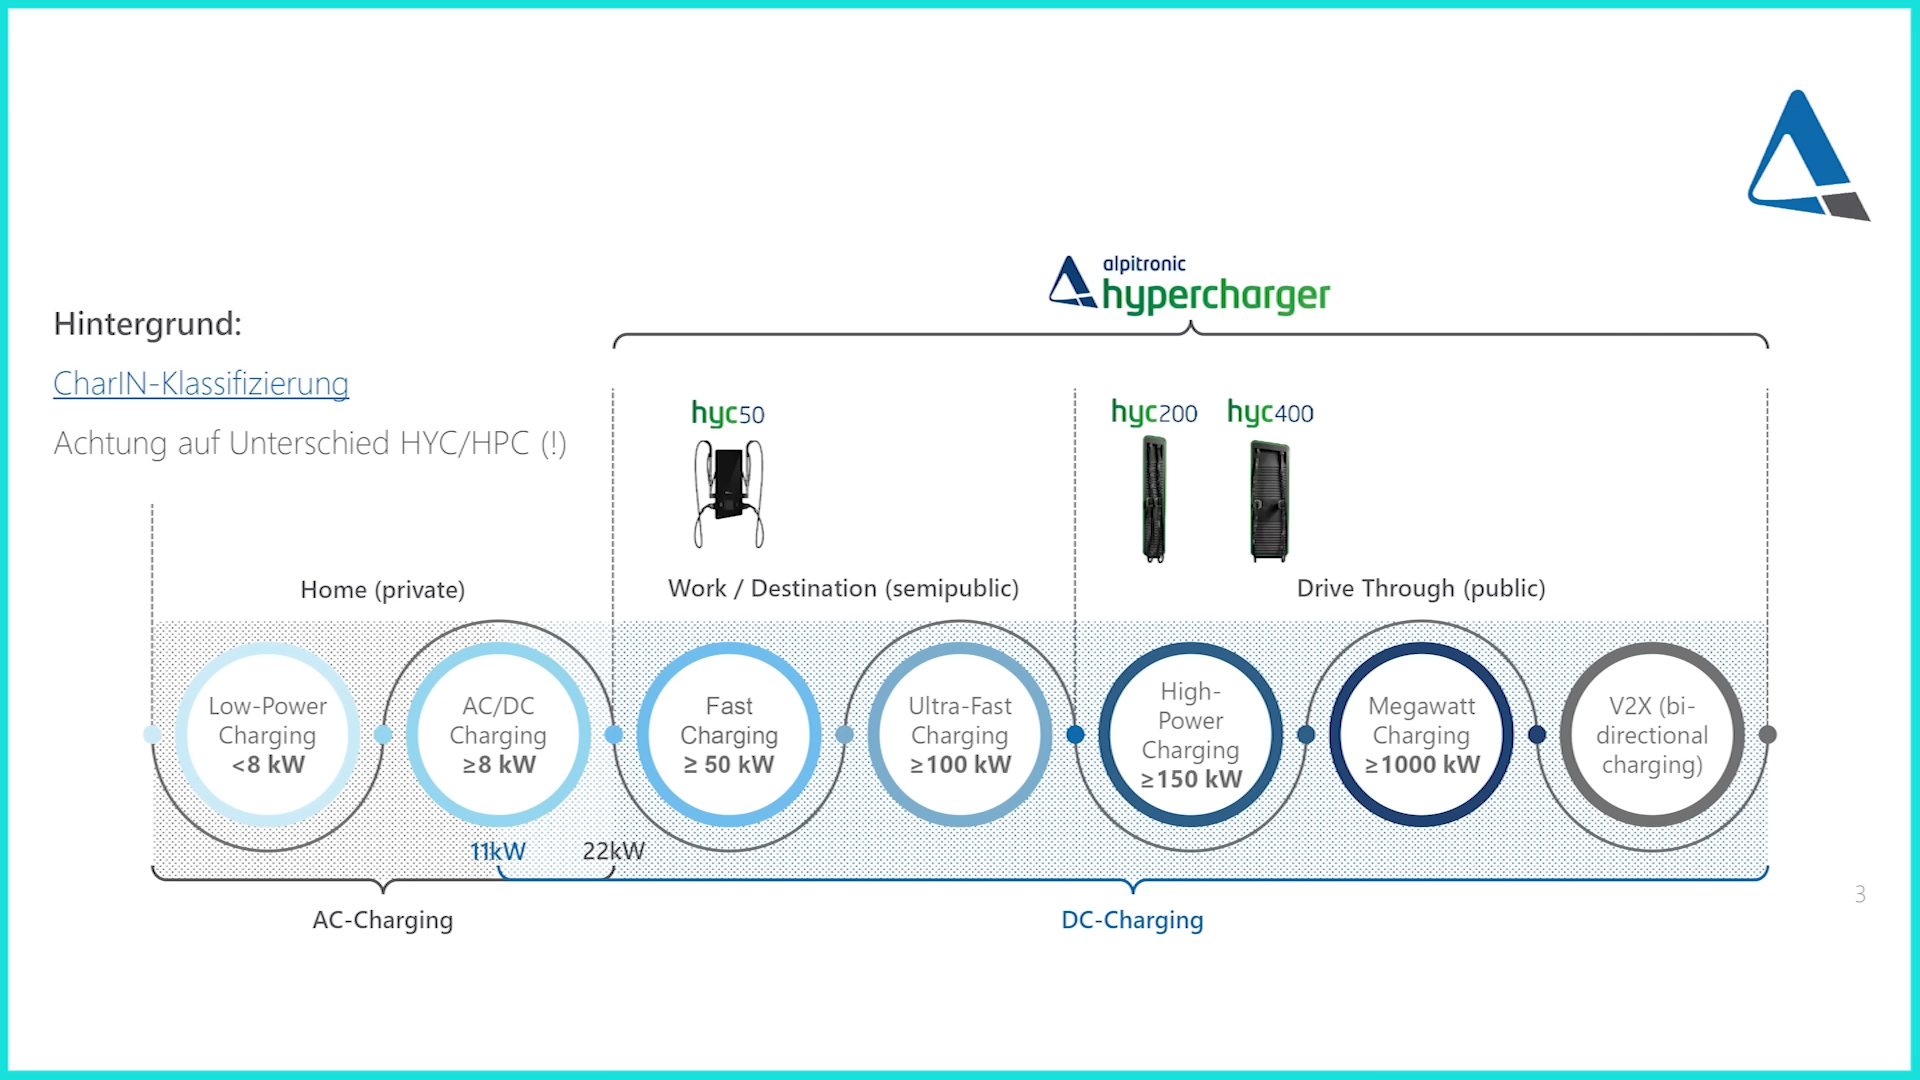 alpitronic
hypercharger
Hintergrund:
CharIN-Klassifizierung
Achtung auf Unterschied HYC/HPC (!)
hyc50
hyc200
hyc400
Home (private)
Work / Destination (semipublic)
Drive Through (public)
Low-Power
Charging
<8 kW
AC/DC
Charging
≥8 kW
Fast
Charging
≥ 50 kW
Ultra-Fast
Charging
≥100 kW
High-
Power
Charging
≥150 kW
Megawatt
Charging
≥1000 kW
V2X (bi-
directional
charging)
11kW
22kW
AC-Charging
DC-Charging
3